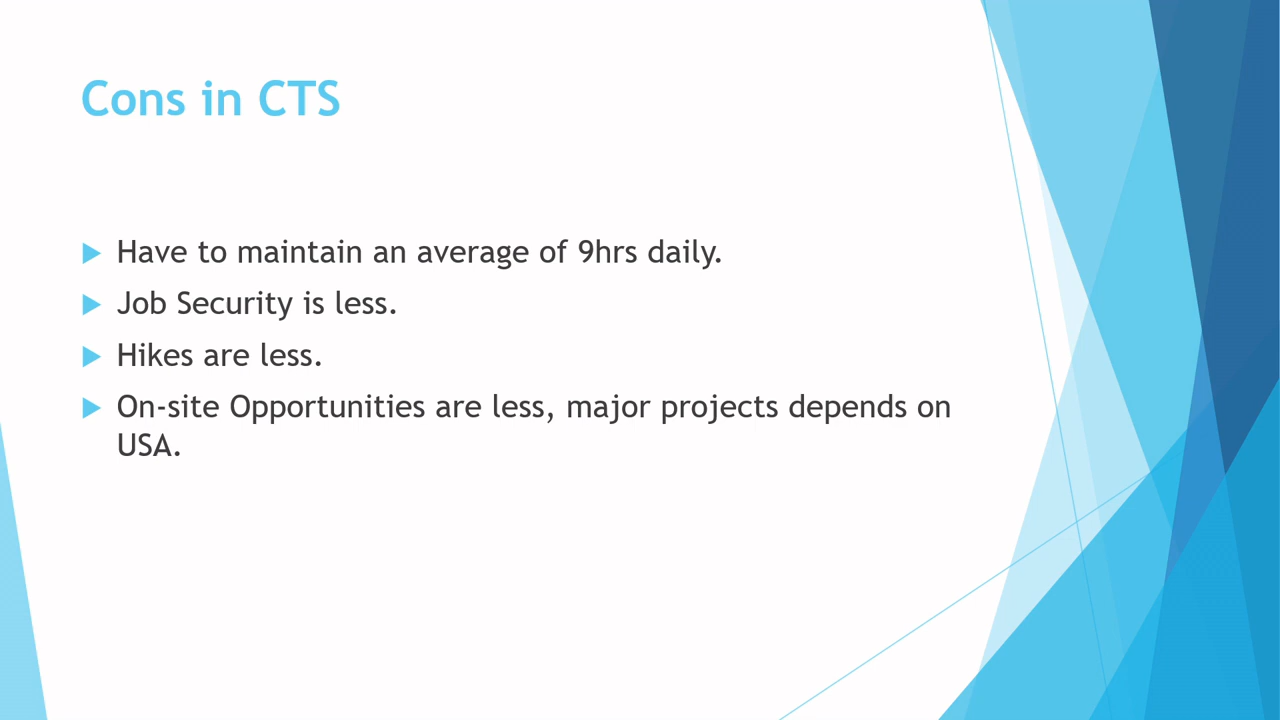 Cons in CTS
Have to maintain an average of 9hrs daily.
Job Security is less.
Hikes are less.
On-site Opportunities are less, major projects depends on
USA.